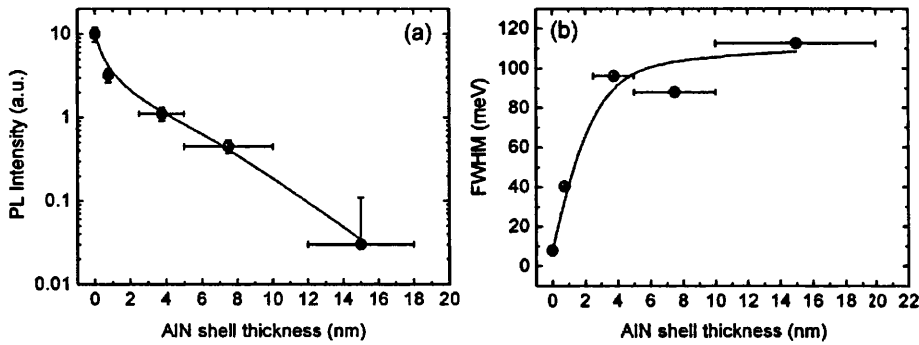 (a)
PL Intensity (a.u.)
10
1
0.1
0.01
0 2 4 6 8 10 12 14 16 18 20
AlN shell thickness (nm)
(b)
FWHM (meV)
120
100
80
60
40
20
0
0 2 4 6 8 10 12 14 16 18 20 22
AlN shell thickness (nm)